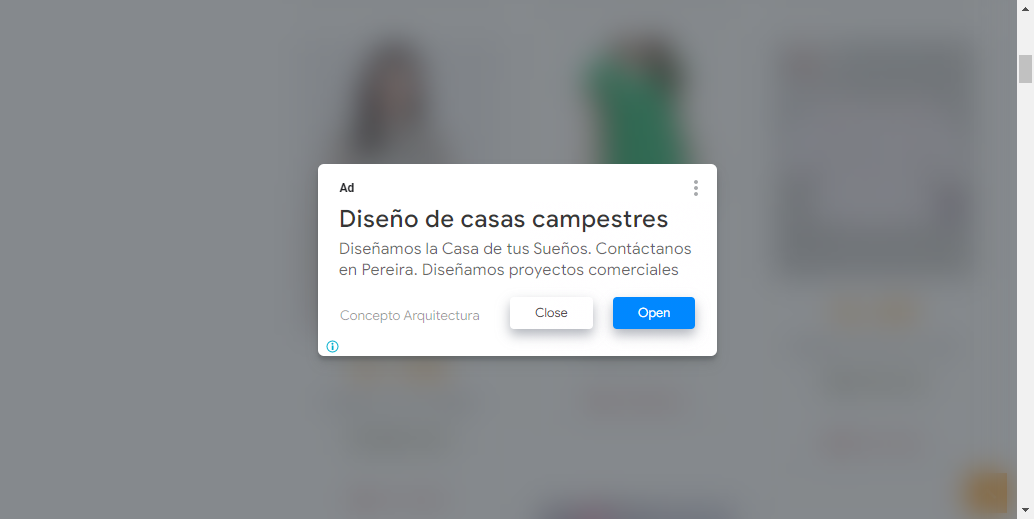 Ad
Diseño de casas campestres
Diseñamos la Casa de tus Sueños. Contáctanos
en Pereira. Diseñamos proyectos comerciales
Concepto Arquitectura
Close
Open